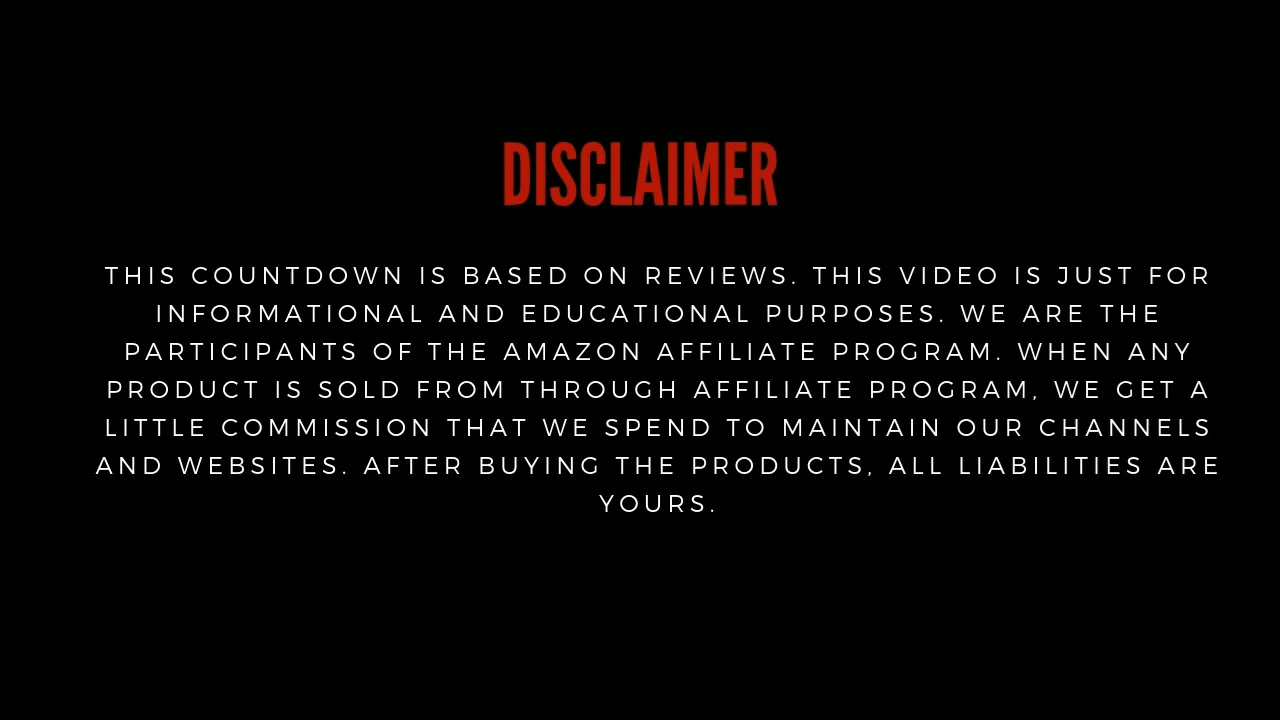 DISCLAIMER
THIS COUNTDOWN IS BASED ON REVIEWS. THIS VIDEO IS JUST FOR
INFORMATIONAL AND EDUCATIONAL PURPOSES. WE ARE THE
PARTICIPANTS OF THE AMAZON AFFILIATE PROGRAM. WHEN ANY
PRODUCT IS SOLD FROM THROUGH AFFILIATE PROGRAM, WE GET A
LITTLE COMMISSION THAT WE SPEND TO MAINTAIN OUR CHANNELS
AND WEBSITES. AFTER BUYING THE PRODUCTS, ALL LIABILITIES ARE
YOURS.